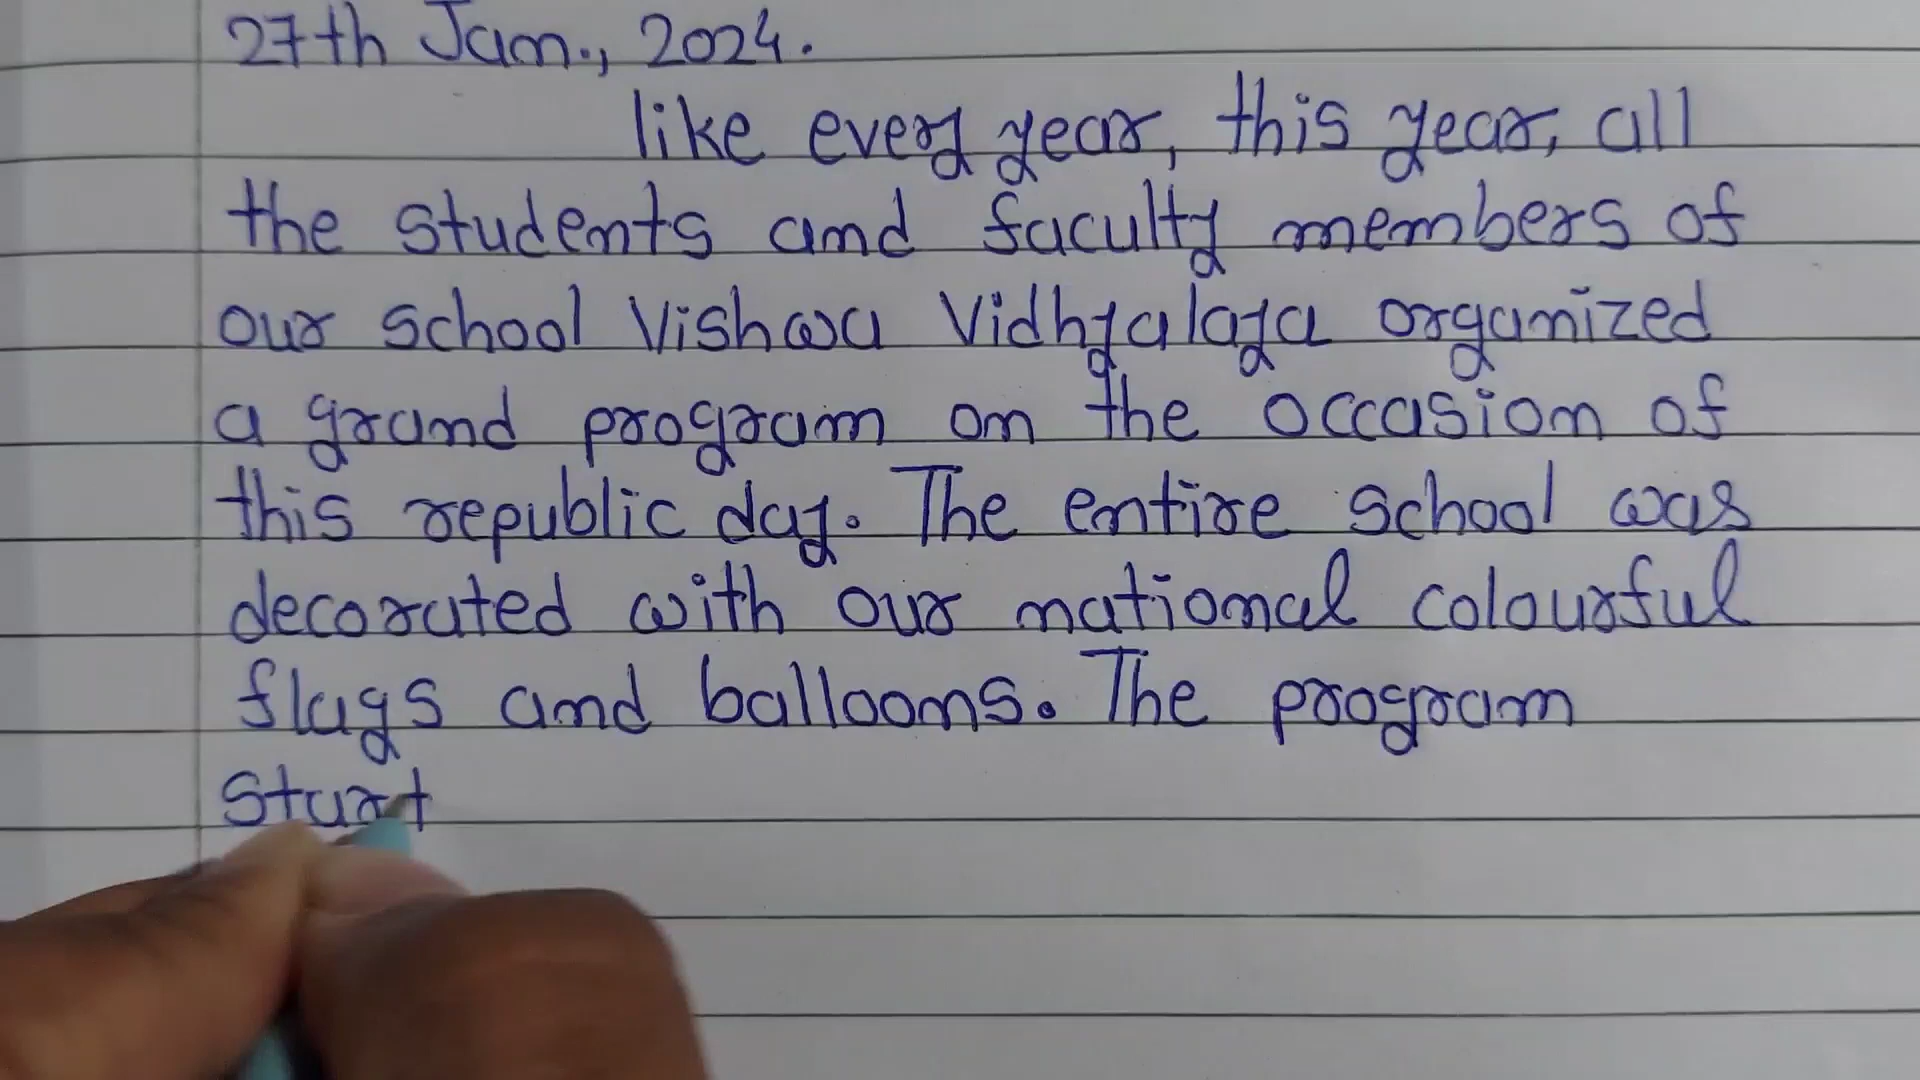 27th Jan., 2024.
like every year, this year, all
the students and faculty members of
our school Vishwa Vidhyalaya organized
a grand program on the occasion of
this republic day. The entire school was
decorated with our national colourful
flags and balloons. The program
Start